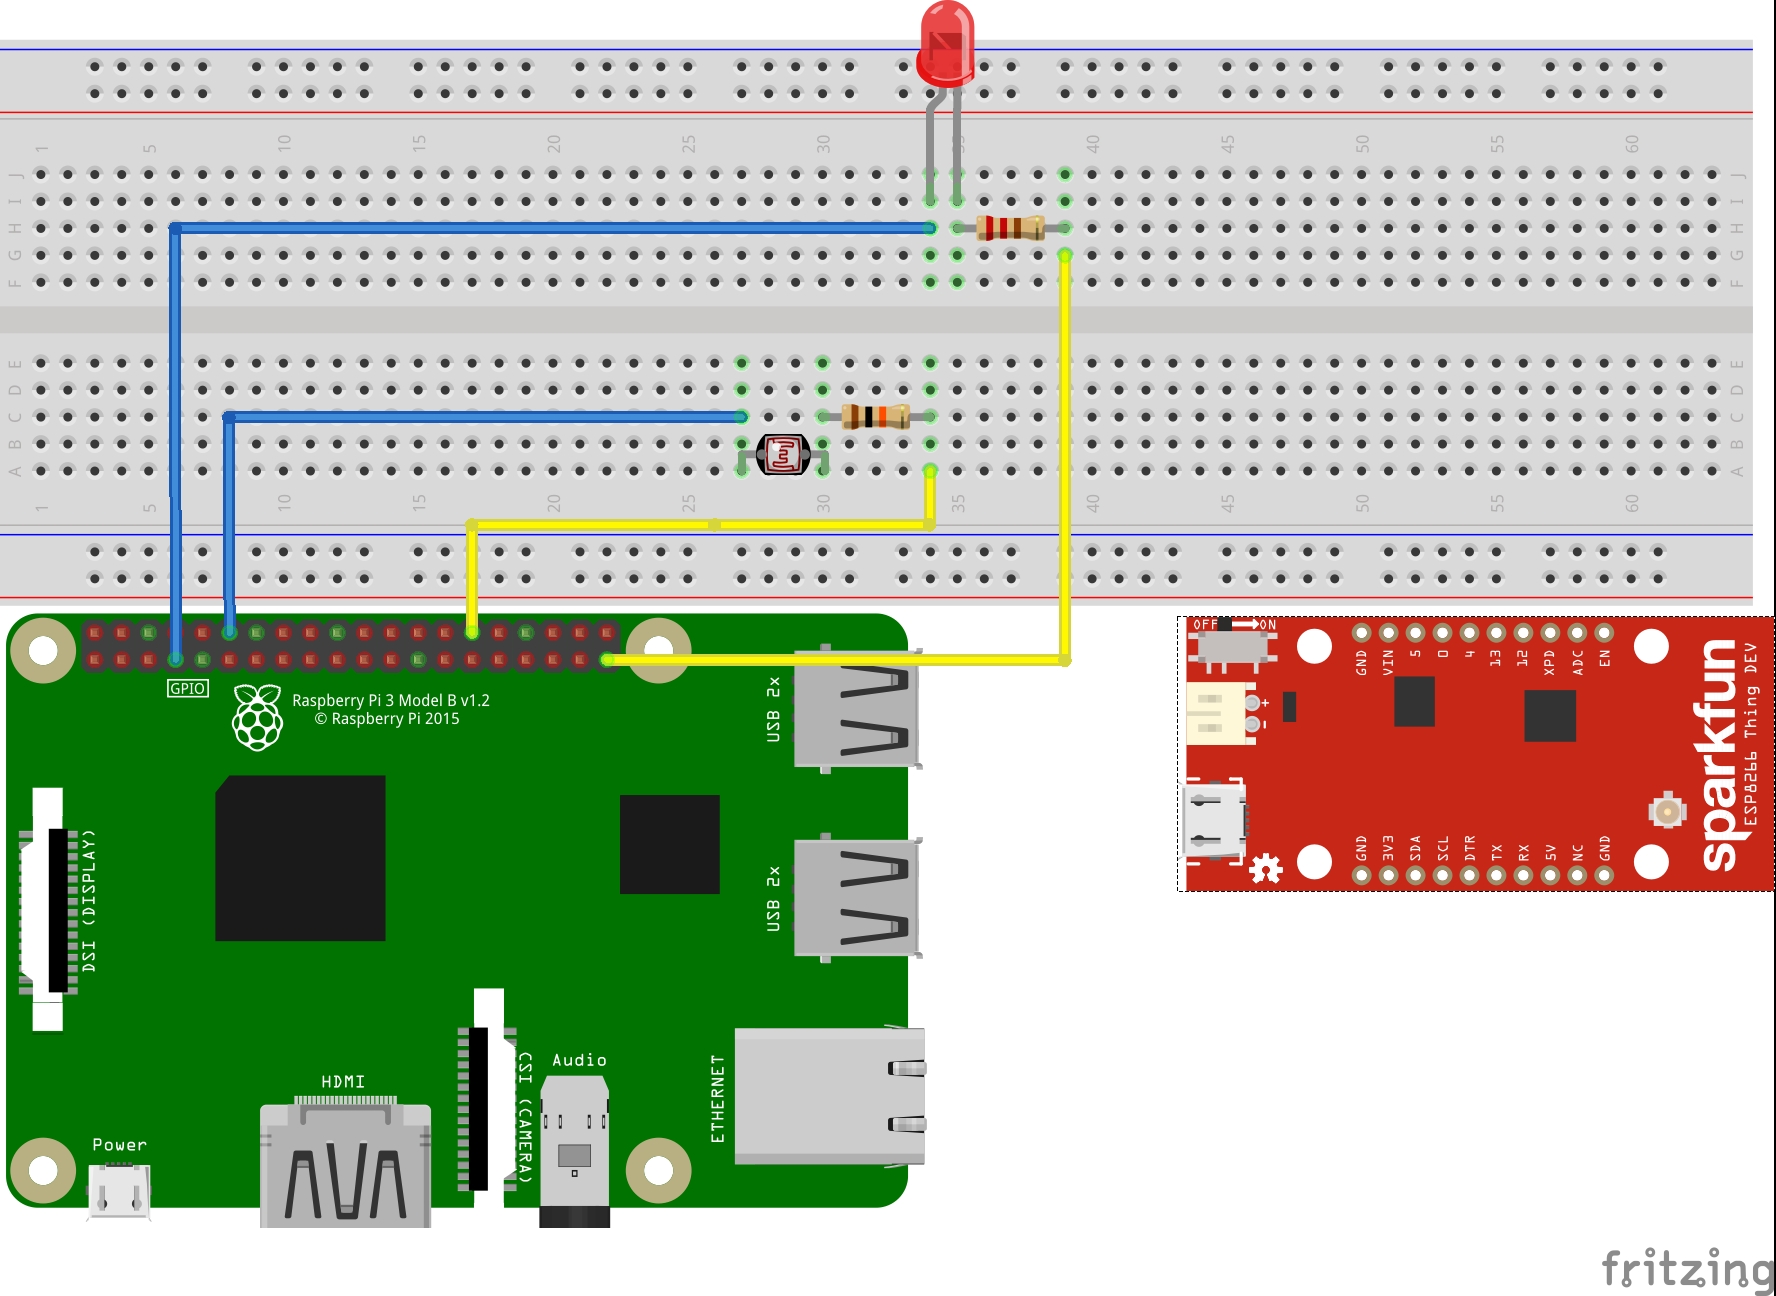 1 5 10 15 20 25 30 35 40 45 50 55 60
J J
I I
H H
G G
F F
E E
D D
C C
B B
A A
1 5 10 15 20 25 30 35 40 45 50 55 60
OFF ON
GND VIN 5 0 4 13 12 XPD ADC EN
GPIO
Raspberry Pi 3 Model B v1.2
© Raspberry Pi 2015
USB 2x
+
-
sparkfun
ESP8266 Thing DEV
DSI (DISPLAY)
USB 2x
GND 3V3 SDA SCL DTR TX RX 5V NC GND
HDMI
CSI (CAMERA)
Audio
ETHERNET
Power
fritzing